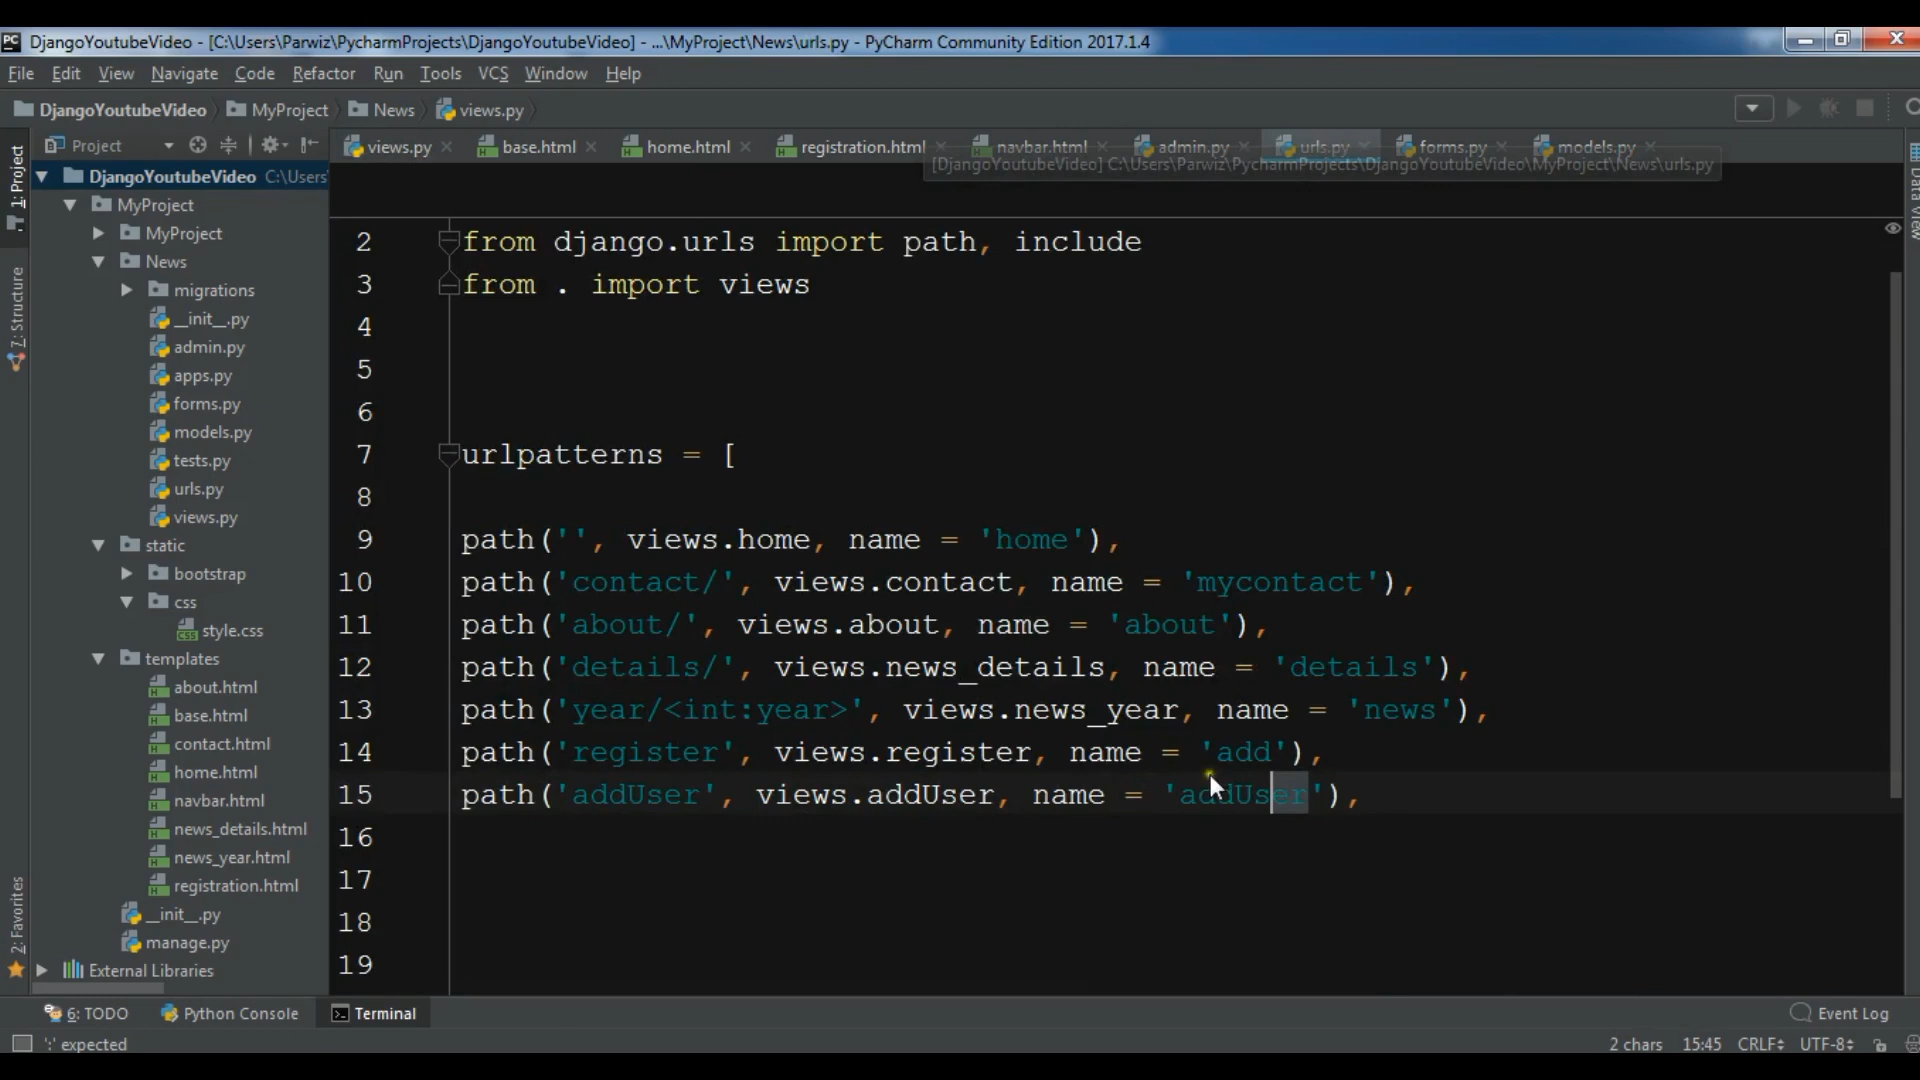 DjangoYoutubeVideo - [C:\Users\Parwiz\PycharmProjects\DjangoYoutubeVideo] - ...\MyProject\News\urls.py - PyCharm Community Edition 2017.1.4
File Edit View Navigate Code Refactor Run Tools VCS Window Help
DjangoYoutubeVideo MyProject News views.py
Project
views.py base.html home.html registration.html navbar.html admin.py urls.py forms.py models.py
[DjangoYoutubeVideo] C:\Users\Parwiz\PycharmProjects\DjangoYoutubeVideo\MyProject\News\urls.py
1: Project
7: Structure
2: Favorites
Data View
DjangoYoutubeVideo C:\Users
MyProject
MyProject
News
migrations
__init__.py
admin.py
apps.py
forms.py
models.py
tests.py
urls.py
views.py
static
bootstrap
css
style.css
templates
about.html
base.html
contact.html
home.html
navbar.html
news_details.html
news_year.html
registration.html
__init__.py
manage.py
External Libraries
2 from django.urls import path, include
3 from . import views
4
5
6
7 urlpatterns = [
8
9 path('', views.home, name = 'home'),
10 path('contact/', views.contact, name = 'mycontact'),
11 path('about/', views.about, name = 'about'),
12 path('details/', views.news_details, name = 'details'),
13 path('year/<int:year>', views.news_year, name = 'news'),
14 path('register', views.register, name = 'add'),
15 path('addUser', views.addUser, name = 'addUser'),
16
17
18
19
6: TODO Python Console Terminal Event Log
':' expected 2 chars 15:45 CRLF UTF-8